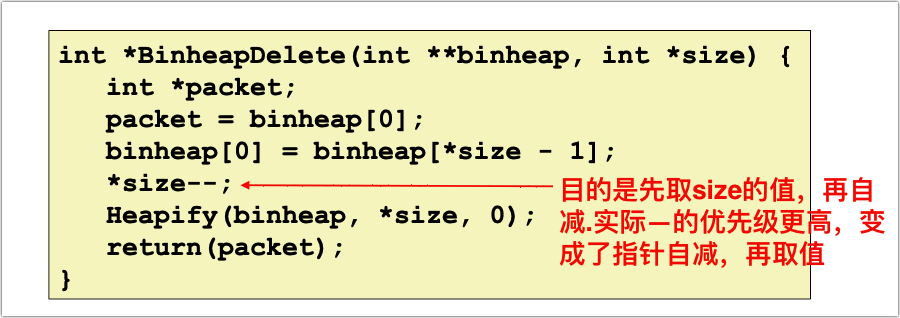 int *BinheapDelete(int **binheap, int *size) {
int *packet;
packet = binheap[0];
binheap[0] = binheap[*size - 1];
*size--;
Heapify(binheap, *size, 0);
return(packet);
}
目的是先取size的值，再自
减.实际—的优先级更高，变
成了指针自减，再取值